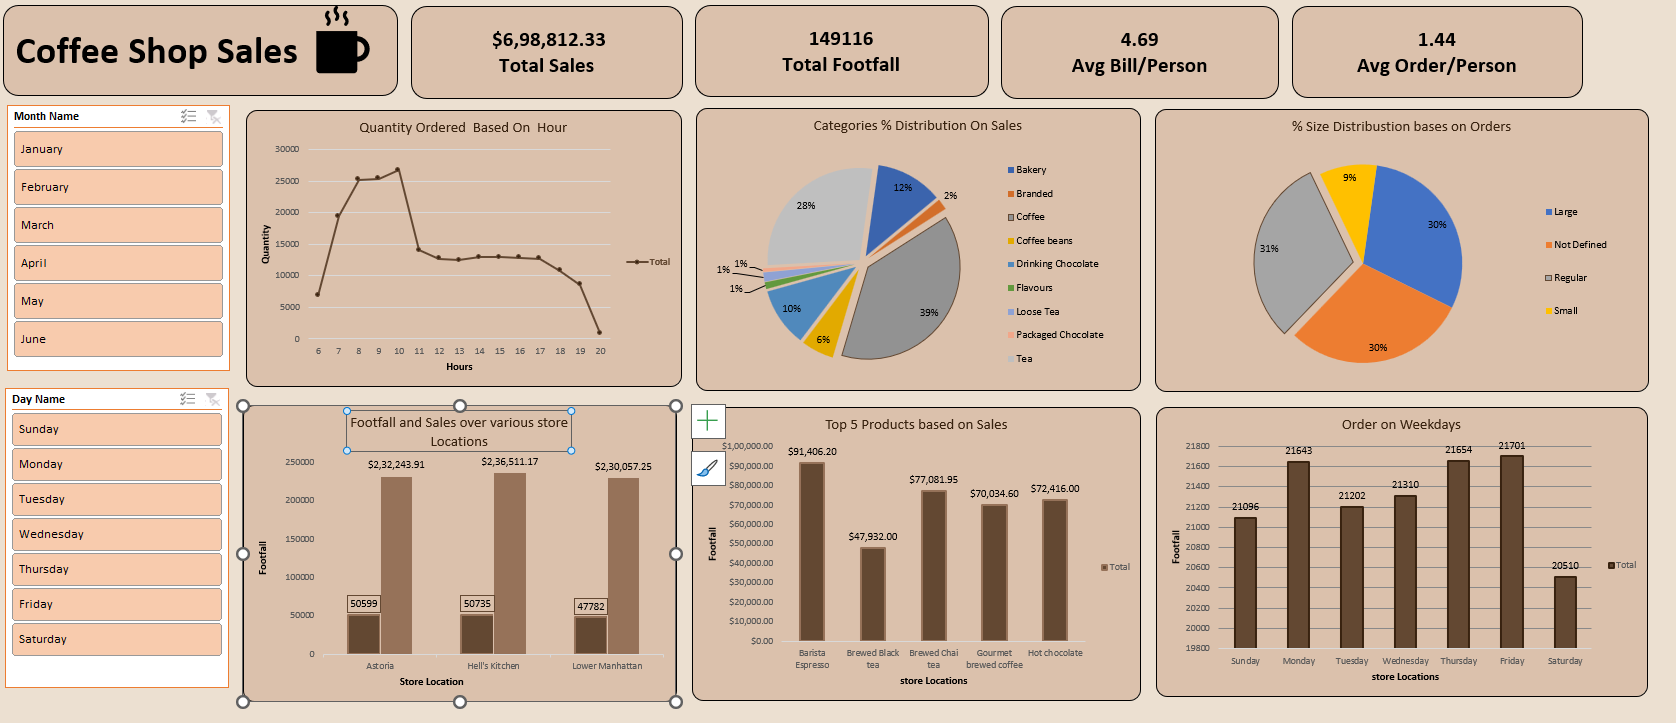 Coffee Shop Sales
$6,98,812.33
Total Sales
149116
Total Footfall
4.69
Avg Bill/Person
1.44
Avg Order/Person
Month Name
January
February
March
April
May
June
Day Name
Sunday
Monday
Tuesday
Wednesday
Thursday
Friday
Saturday
Quantity Ordered  Based On  Hour
Quantity
30000
25000
20000
15000
10000
5000
0
6 7 8 9 10 11 12 13 14 15 16 17 18 19 20
Hours
Total
Categories % Distribution On Sales
12%
2%
39%
6%
10%
1%
1%
1%
28%
Bakery
Branded
Coffee
Coffee beans
Drinking Chocolate
Flavours
Loose Tea
Packaged Chocolate
Tea
% Size Distribustion bases on Orders
30%
30%
31%
9%
Large
Not Defined
Regular
Small
Footfall and Sales over various store
Locations
Footfall
250000
200000
150000
100000
50000
0
$2,32,243.91
$2,36,511.17
$2,30,057.25
50599
50735
47782
Astoria
Hell's Kitchen
Lower Manhattan
Store Location
Top 5 Products based on Sales
Footfall
$1,00,000.00
$90,000.00
$80,000.00
$70,000.00
$60,000.00
$50,000.00
$40,000.00
$30,000.00
$20,000.00
$10,000.00
$0.00
$91,406.20
$47,932.00
$77,081.95
$70,034.60
$72,416.00
Barista
Espresso
Brewed Black
tea
Brewed Chai
tea
Gourmet
brewed coffee
Hot chocolate
store Locations
Total
Order on Weekdays
Footfall
21800
21600
21400
21200
21000
20800
20600
20400
20200
20000
19800
21096
21643
21202
21310
21654
21701
20510
Sunday
Monday
Tuesday
Wednesday
Thursday
Friday
Saturday
store Locations
Total